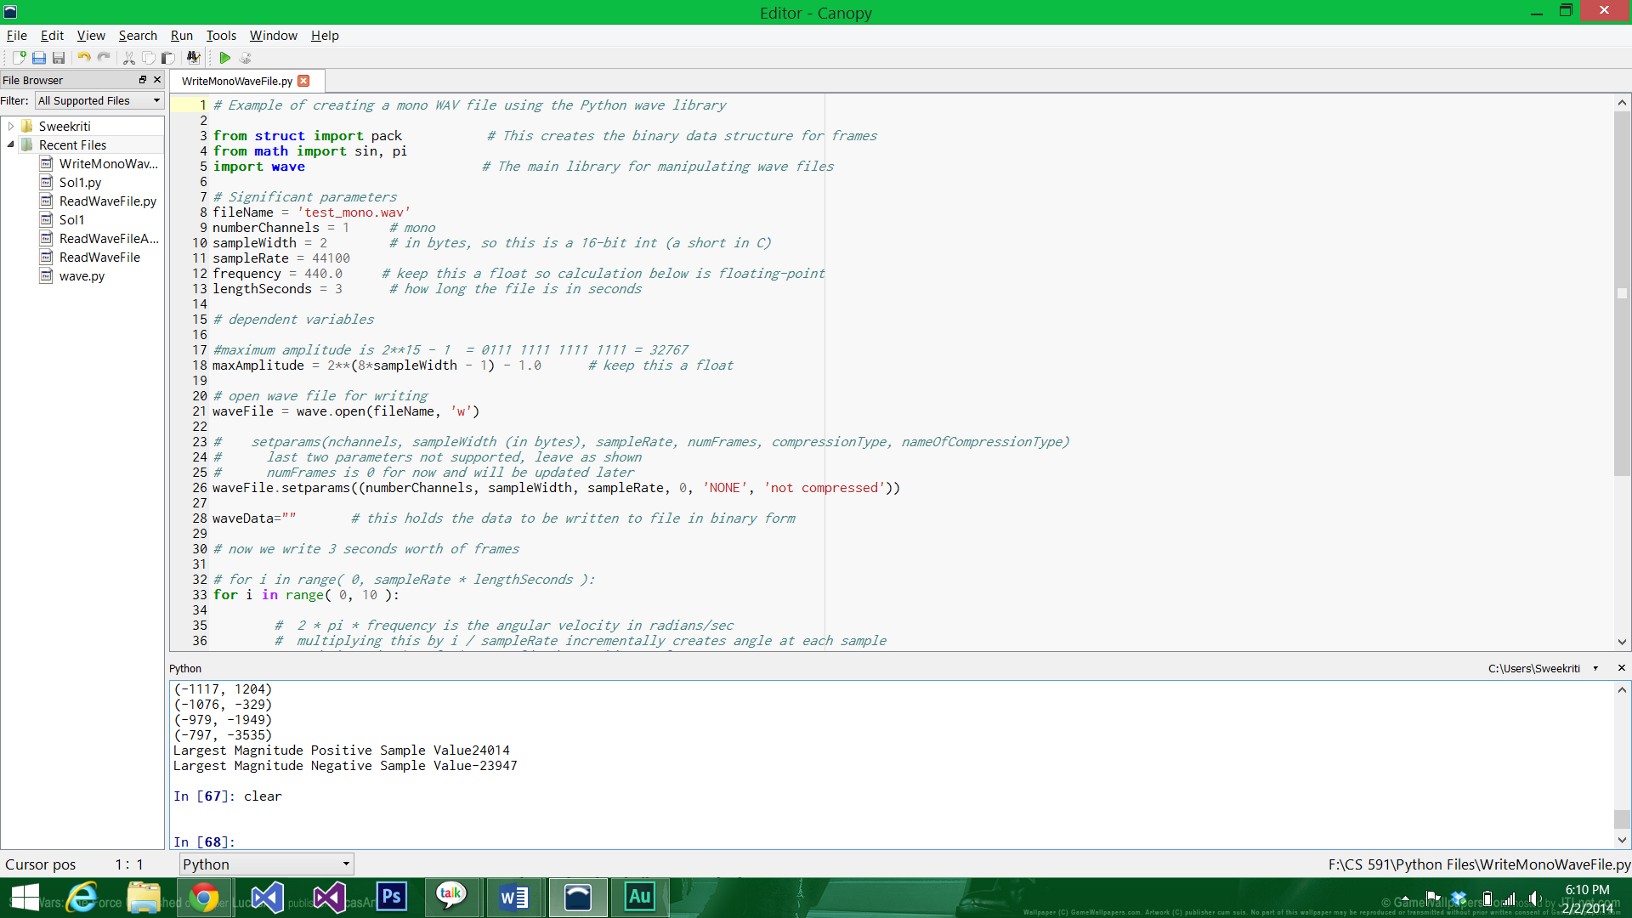 Editor - Canopy
File Edit View Search Run Tools Window Help
File Browser
WriteMonoWaveFile.py
Filter: All Supported Files
Sweekriti
Recent Files
WriteMonoWav...
Sol1.py
ReadWaveFile.py
Sol1
ReadWaveFileA...
ReadWaveFile
wave.py
1 # Example of creating a mono WAV file using the Python wave library
2
3 from struct import pack # This creates the binary data structure for frames
4 from math import sin, pi
5 import wave # The main library for manipulating wave files
6
7 # Significant parameters
8 fileName = 'test_mono.wav'
9 numberChannels = 1 # mono
10 sampleWidth = 2 # in bytes, so this is a 16-bit int (a short in C)
11 sampleRate = 44100
12 frequency = 440.0 # keep this a float so calculation below is floating-point
13 lengthSeconds = 3 # how long the file is in seconds
14
15 # dependent variables
16
17 #maximum amplitude is 2**15 - 1 = 0111 1111 1111 1111 = 32767
18 maxAmplitude = 2**(8*sampleWidth - 1) - 1.0 # keep this a float
19
20 # open wave file for writing
21 waveFile = wave.open(fileName, 'w')
22
23 # setparams(nchannels, sampleWidth (in bytes), sampleRate, numFrames, compressionType, nameOfCompressionType)
24 # last two parameters not supported, leave as shown
25 # numFrames is 0 for now and will be updated later
26 waveFile.setparams((numberChannels, sampleWidth, sampleRate, 0, 'NONE', 'not compressed'))
27
28 waveData="" # this holds the data to be written to file in binary form
29
30 # now we write 3 seconds worth of frames
31
32 # for i in range( 0, sampleRate * lengthSeconds ):
33 for i in range( 0, 10 ):
34
35 # 2 * pi * frequency is the angular velocity in radians/sec
36 # multiplying this by i / sampleRate incrementally creates angle at each sample
Python
C:\Users\Sweekriti
(-1117, 1204)
(-1076, -329)
(-979, -1949)
(-797, -3535)
Largest Magnitude Positive Sample Value24014
Largest Magnitude Negative Sample Value-23947
In [67]: clear
In [68]:
Cursor pos 1: 1 Python
F:\CS 591\Python Files\WriteMonoWaveFile.py
Ps
talk
Au
6:10 PM
2/2/2014